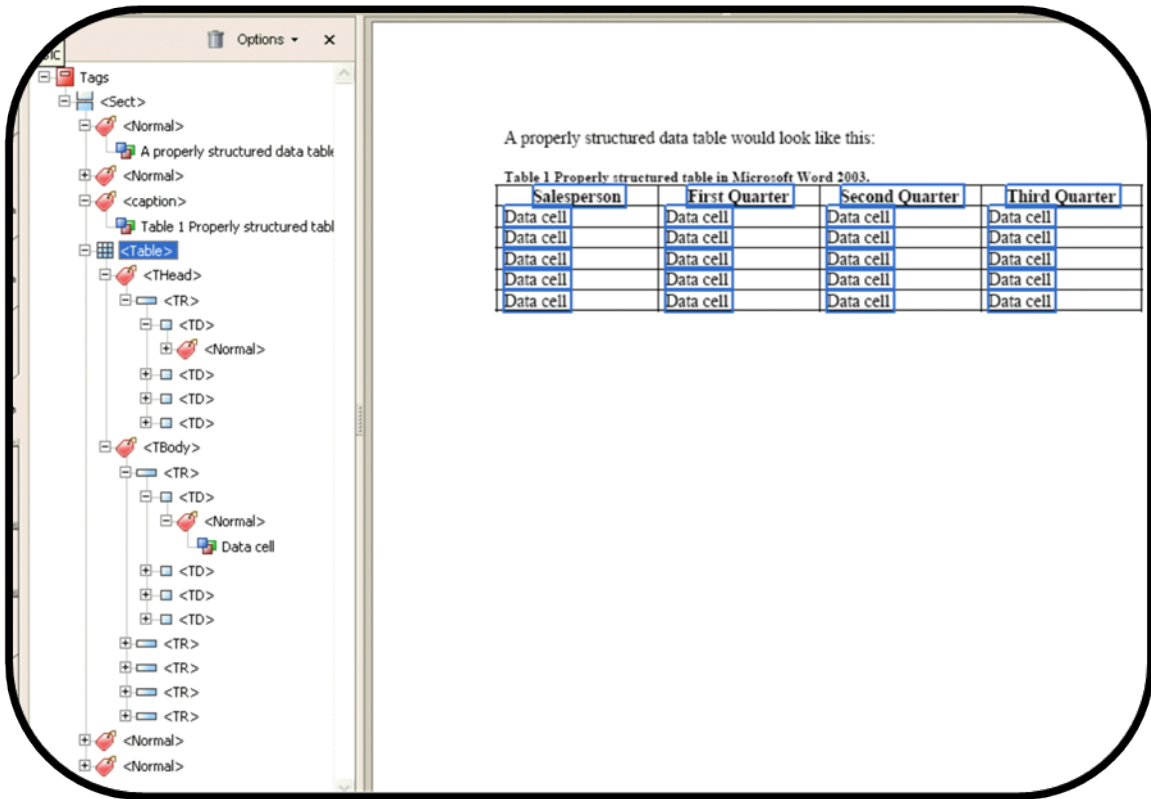 Options
Tags
<Sect>
<Normal>
A properly structured data table
<Normal>
<caption>
Table 1 Properly structured tabl
<Table>
<THead>
<TR>
<TD>
<Normal>
<TD>
<TD>
<TD>
<TBody>
<TR>
<TD>
<Normal>
Data cell
<TD>
<TD>
<TD>
<TR>
<TR>
<TR>
<TR>
<Normal>
<Normal>
A properly structured data table would look like this:
Table 1 Properly structured table in Microsoft Word 2003.
Salesperson First Quarter Second Quarter Third Quarter
Data cell Data cell Data cell Data cell
Data cell Data cell Data cell Data cell
Data cell Data cell Data cell Data cell
Data cell Data cell Data cell Data cell
Data cell Data cell Data cell Data cell